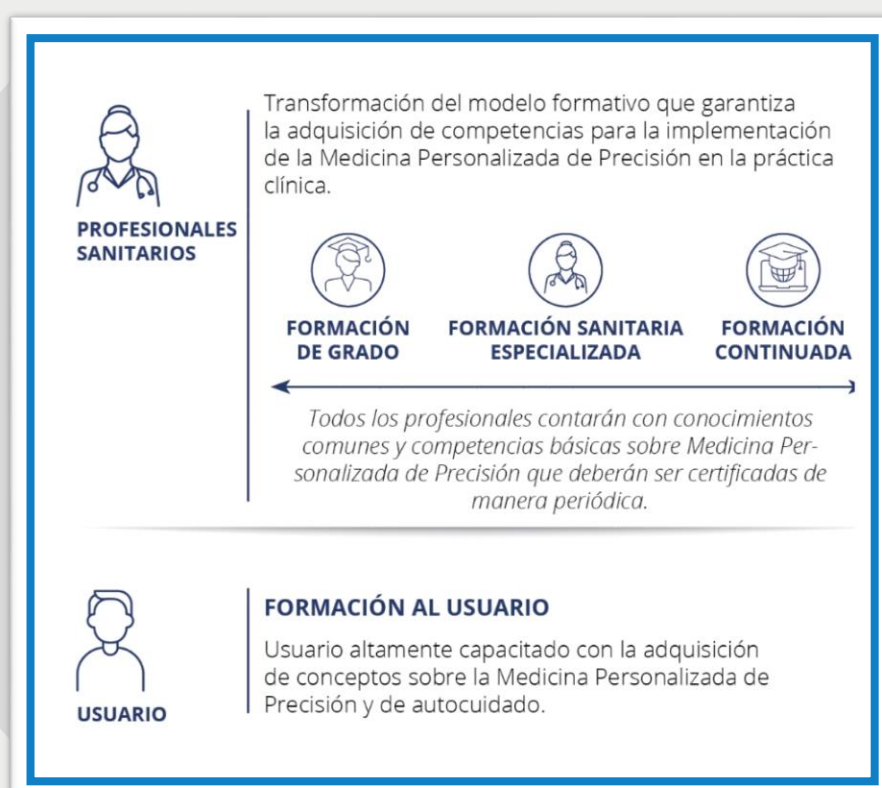 Transformación del modelo formativo que garantiza
la adquisición de competencias para la implementación
de la Medicina Personalizada de Precisión en la práctica
clínica.
PROFESIONALES
SANITARIOS
FORMACIÓN
DE GRADO
FORMACIÓN SANITARIA
ESPECIALIZADA
FORMACIÓN
CONTINUADA
Todos los profesionales contarán con conocimientos
comunes y competencias básicas sobre Medicina Per-
sonalizada de Precisión que deberán ser certificadas de
manera periódica.
FORMACIÓN AL USUARIO
Usuario altamente capacitado con la adquisición
de conceptos sobre la Medicina Personalizada de
Precisión y de autocuidado.
USUARIO